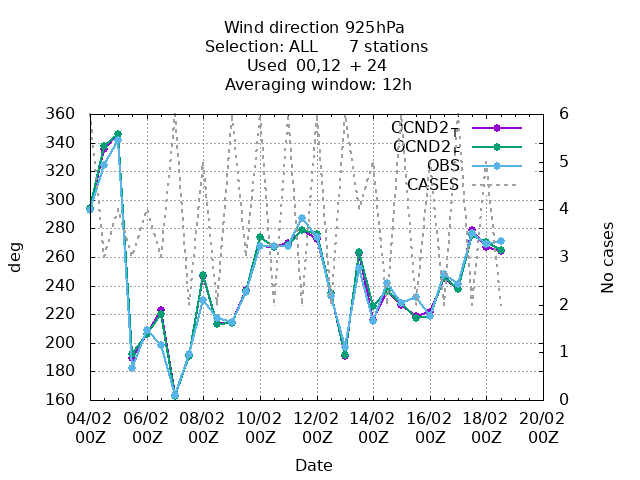 Wind direction 925hPa
Selection: ALL 7 stations
Used 00,12 + 24
Averaging window: 12h
360 340 320 300 280 260 240 220 200 180 160
deg
CCND2
CCND2
OBS
CASES
6 5 4 3 2 1 0
No cases
04/02 06/02 08/02 10/02 12/02 14/02 16/02 18/02 20/02
00Z 00Z 00Z 00Z 00Z 00Z 00Z 00Z 00Z
Date